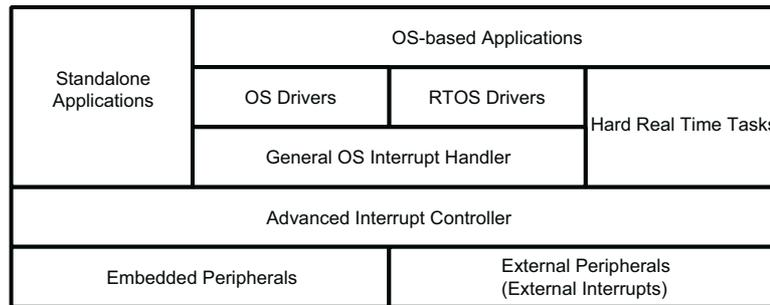 OS-based Applications
Standalone
Applications
OS Drivers
RTOS Drivers
Hard Real Time Tasks
General OS Interrupt Handler
Advanced Interrupt Controller
Embedded Peripherals
External Peripherals
(External Interrupts)